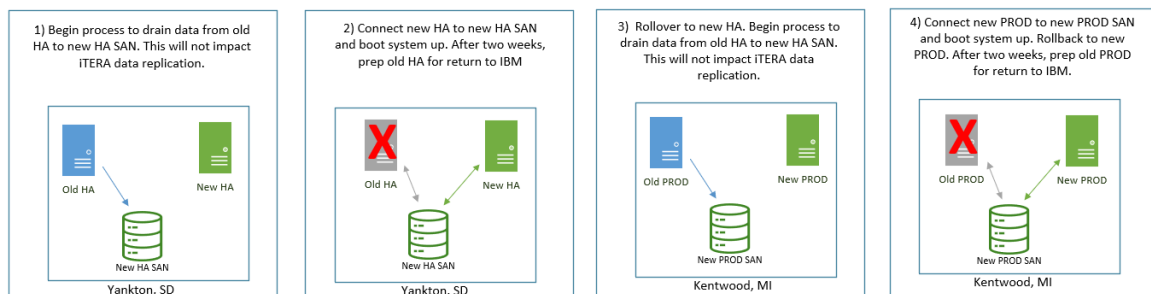 1) Begin process to drain data from old
HA to new HA SAN. This will not impact
iTERA data replication.
Old HA
New HA
New HA SAN
Yankton, SD
2) Connect new HA to new HA SAN
and boot system up. After two weeks,
prep old HA for return to IBM
X
Old HA
New HA
New HA SAN
Yankton, SD
3) Rollover to new HA. Begin process to
drain data from old HA to new HA SAN.
This will not impact iTERA data
replication.
Old PROD
New PROD
New PROD SAN
Kentwood, MI
4) Connect new PROD to new PROD SAN
and boot system up. Rollback to new
PROD. After two weeks, prep old PROD
for return to IBM.
X
Old PROD
New PROD
New PROD SAN
Kentwood, MI